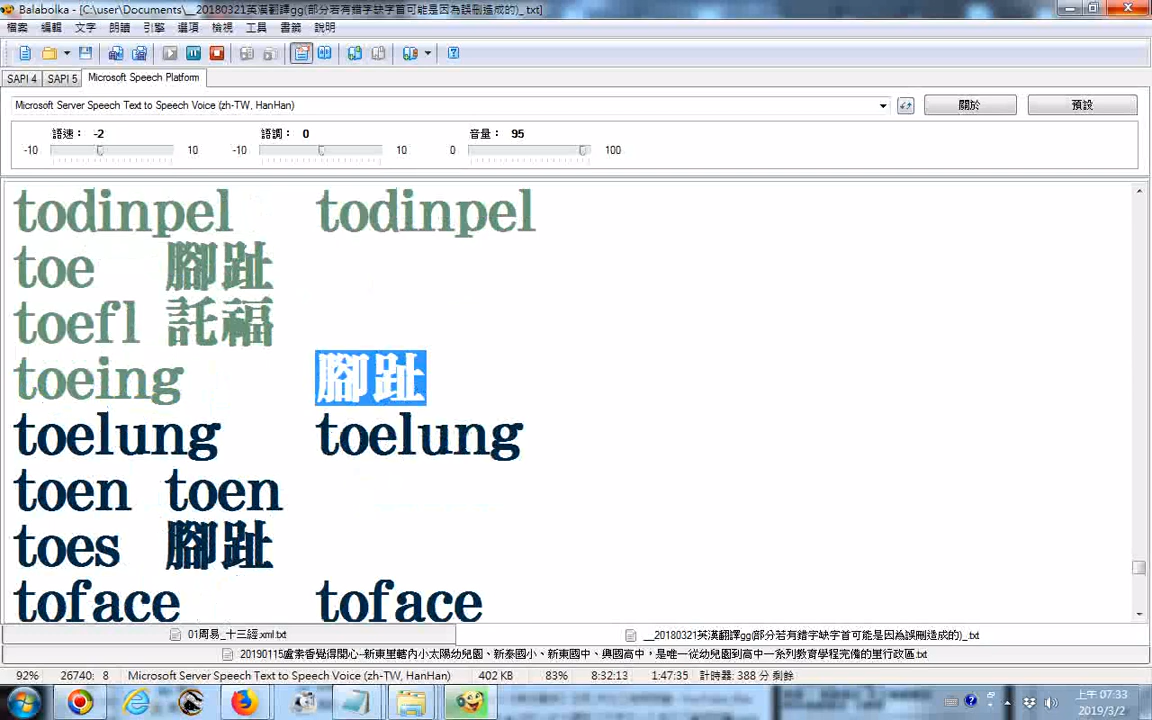 Balabolka - [C:\user\Documents\__20180321英漢翻譯gg(部分若有錯字缺字首可能是因為誤刪造成的)_.txt]
檔案 編輯 文字 朗讀 引擎 選項 檢視 工具 書籤 說明
SAPI 4 SAPI 5 Microsoft Speech Platform
Microsoft Server Speech Text to Speech Voice (zh-TW, HanHan) 關於 預設
語速： -2 語調： 0 音量： 95
-10 10 -10 10 0 100
todinpel todinpel
toe 腳趾
toefl 託福
toeing 腳趾
toelung toelung
toen toen
toes 腳趾
toface toface
01周易_十三經.xml.txt __20180321英漢翻譯gg(部分若有錯字缺字首可能是因為誤刪造成的)_.txt
20190115盧素香覺得開心--新東里轄內小太陽幼兒園、新泰國小、新東國中、興國高中，是唯一從幼兒園到高中一系列教育學程完備的里行政區.txt
92% 26740: 8 Microsoft Server Speech Text to Speech Voice (zh-TW, HanHan) 402 KB 83% 8:32:13 1:47:35 計時器: 388 分 剩餘
上午 07:33
2019/3/2